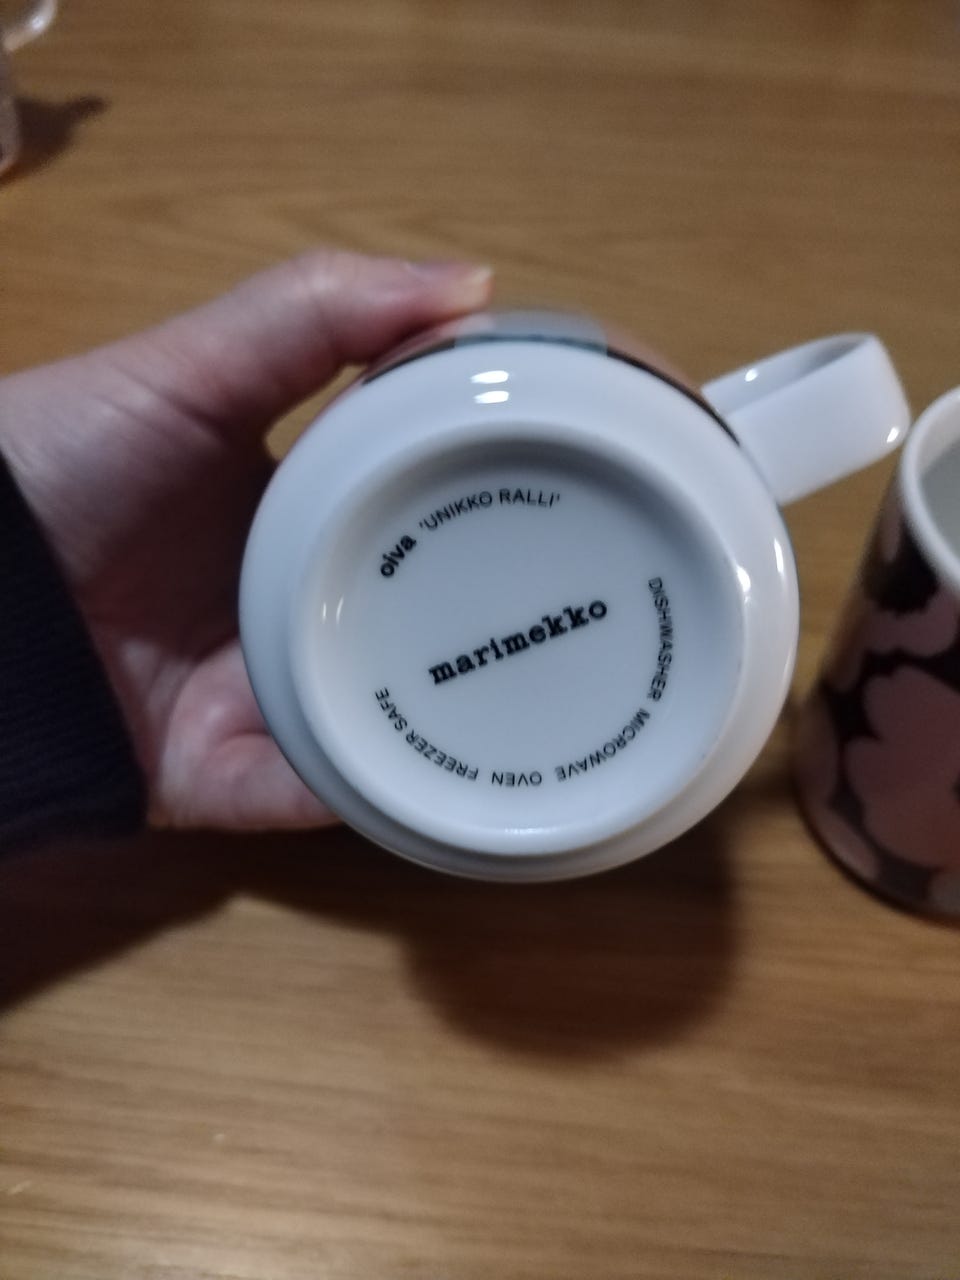 oiva 'UNIKKO RALLI'
marimekko
DISHWASHER MICROWAVE OVEN FREEZER SAFE